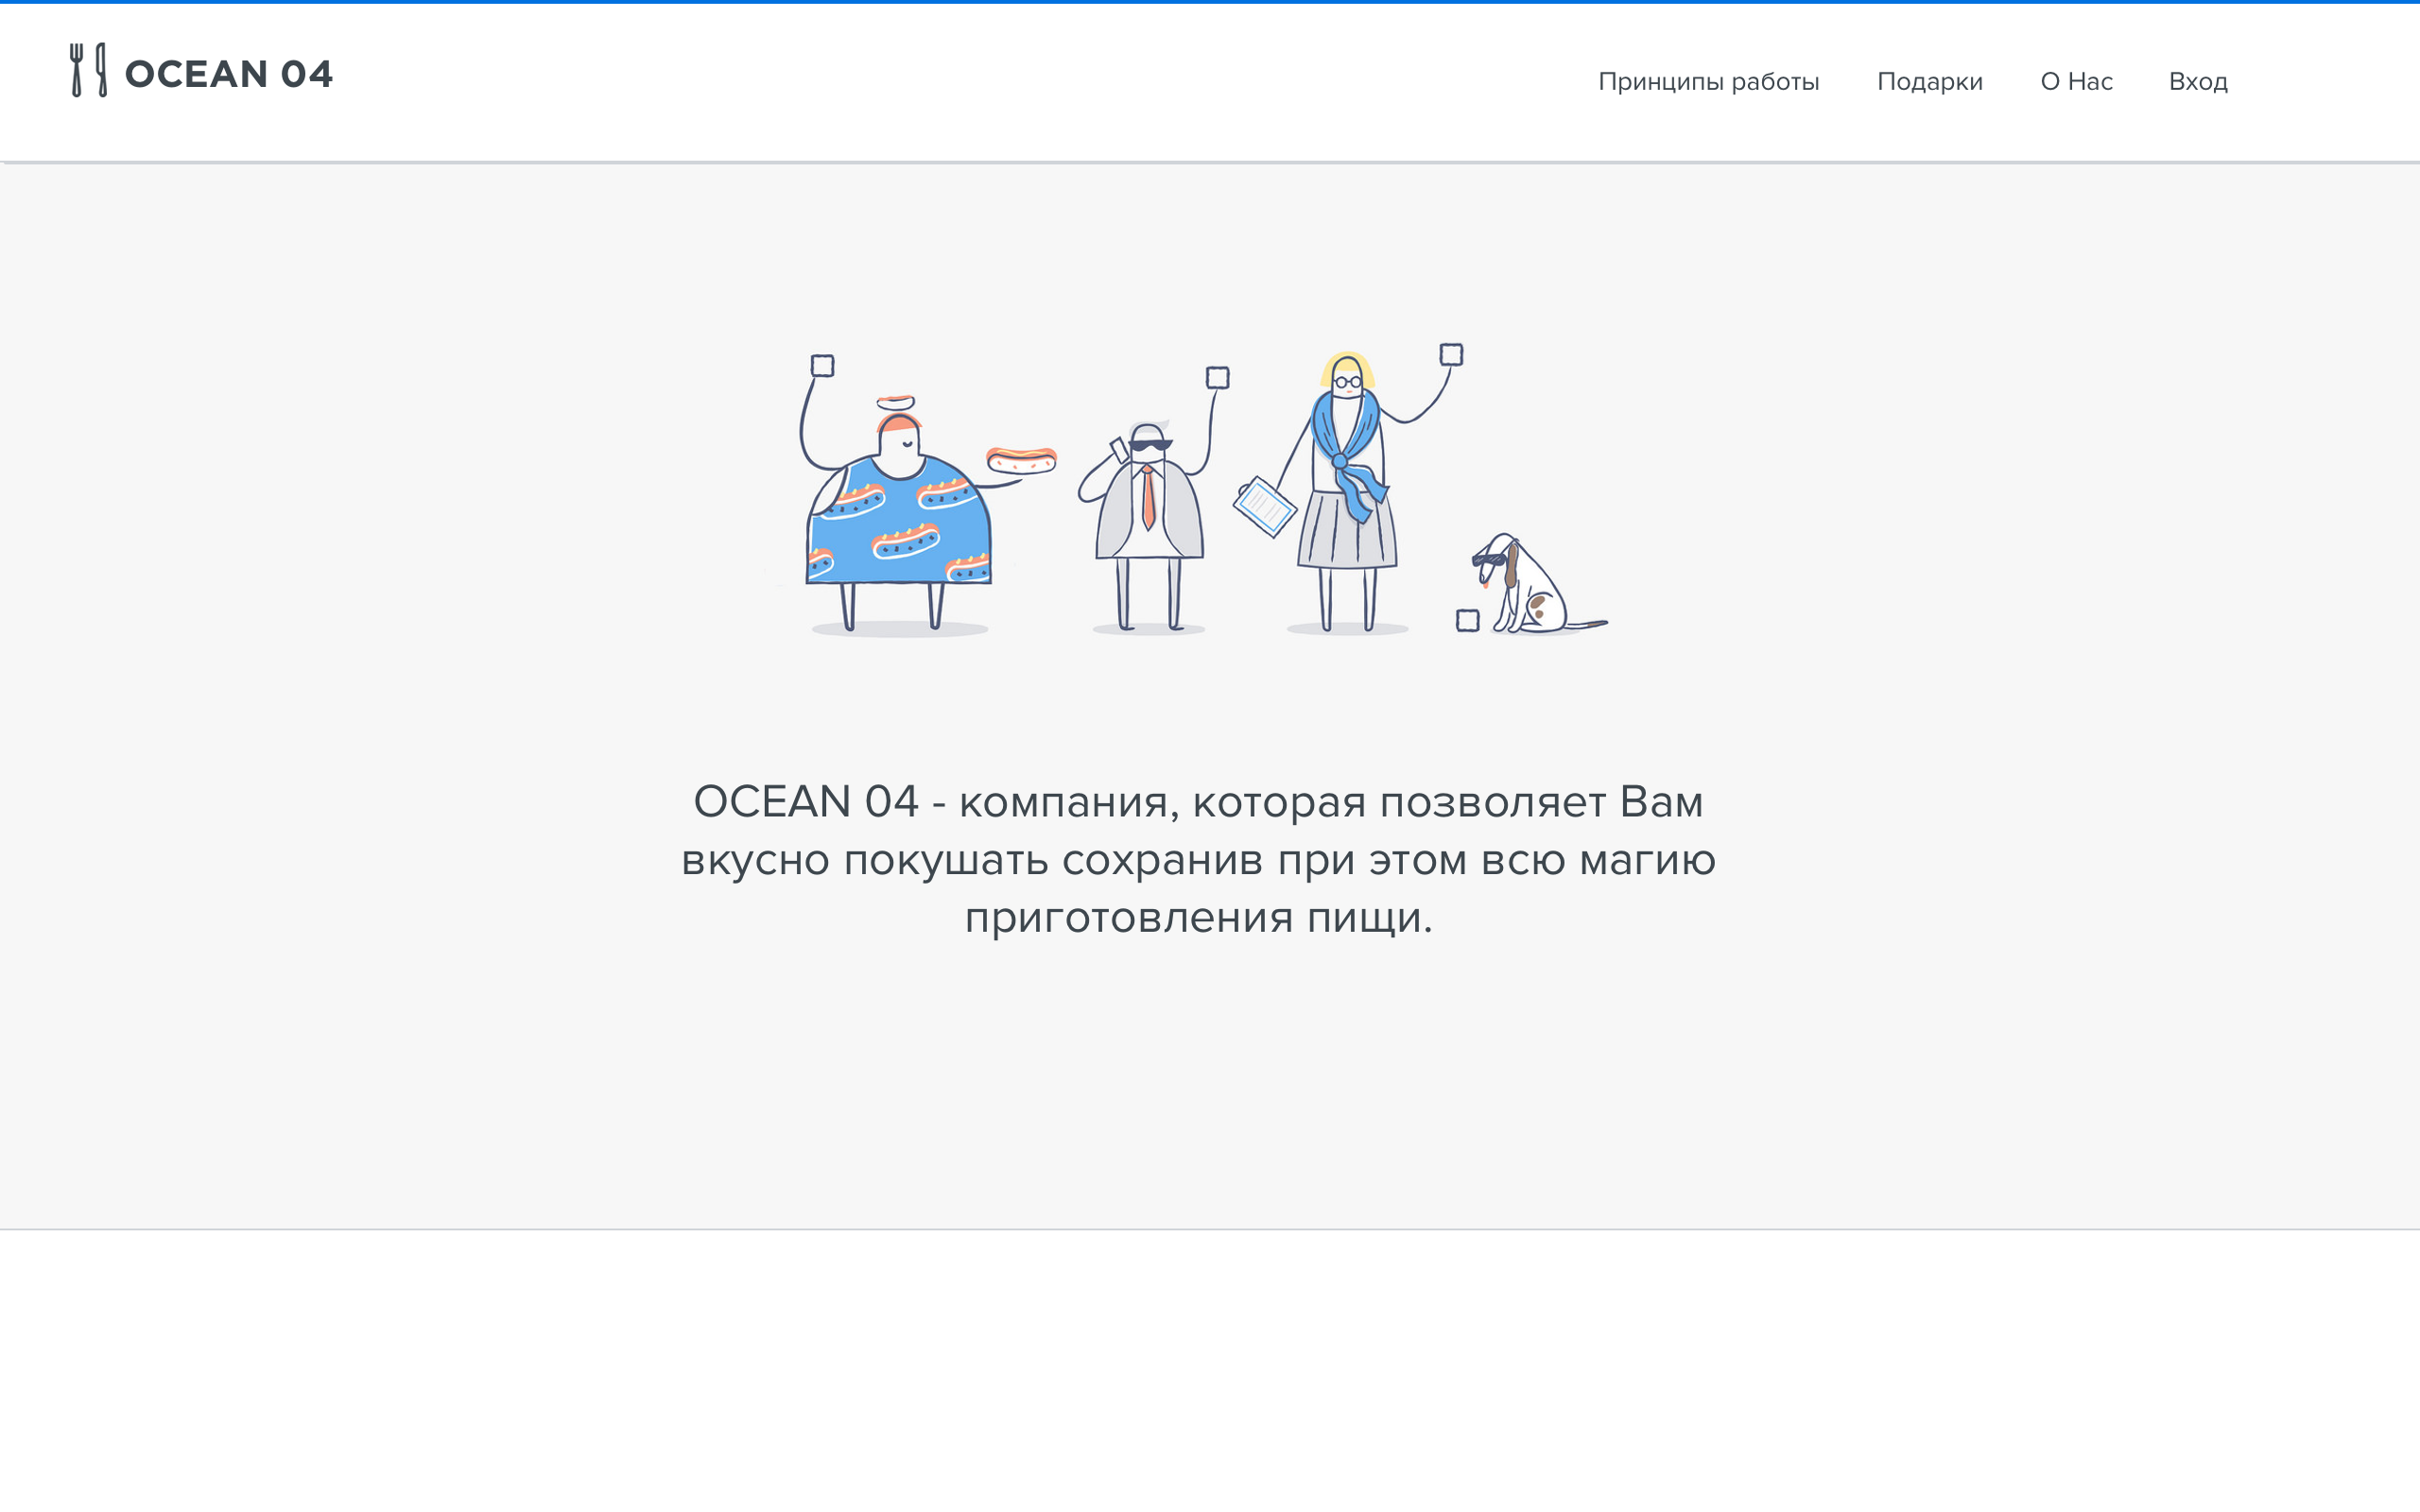 OCEAN 04
Принципы работы
Подарки
О Нас
Вход
OCEAN 04 - компания, которая позволяет Вам
вкусно покушать сохранив при этом всю магию
приготовления пищи.